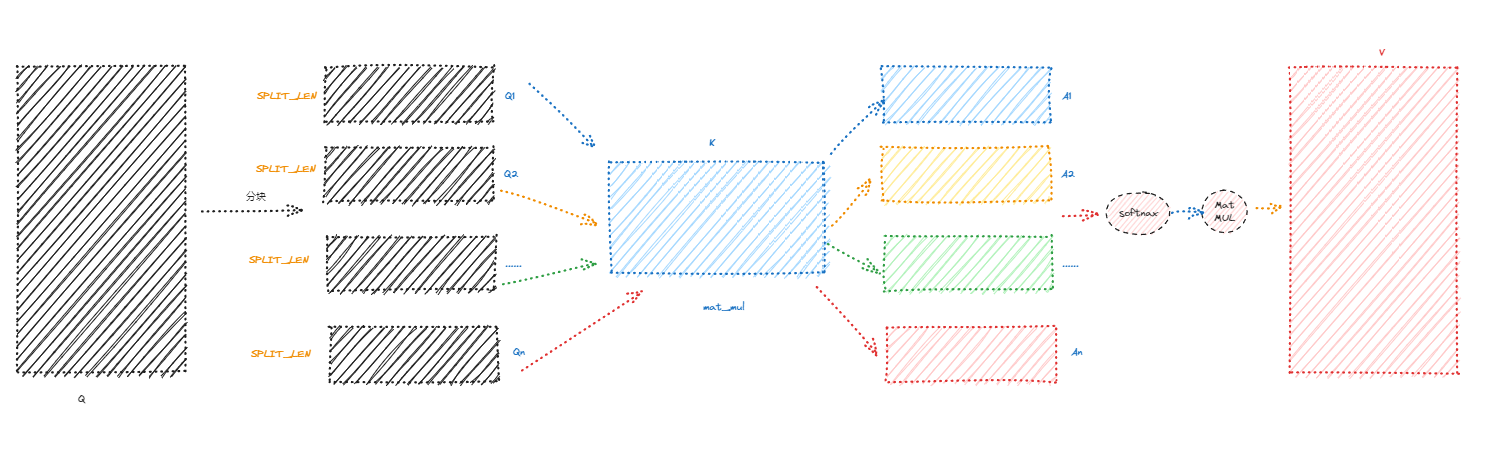 Q
分块
SPLIT_LEN
Q1
SPLIT_LEN
Q2
SPLIT_LEN
......
SPLIT_LEN
Qn
K
mat_mul
A1
A2
......
An
softmax
Mat
MUL
V